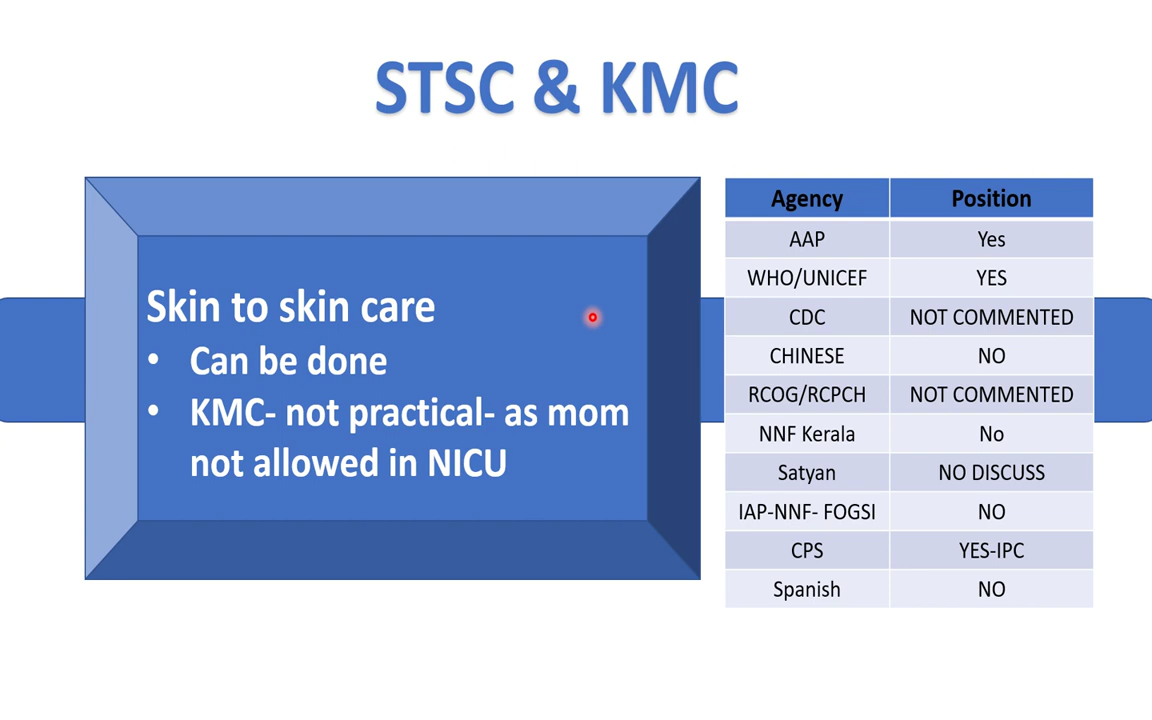 STSC & KMC
Skin to skin care
• Can be done
• KMC- not practical- as mom
not allowed in NICU
Agency Position
AAP Yes
WHO/UNICEF YES
CDC NOT COMMENTED
CHINESE NO
RCOG/RCPCH NOT COMMENTED
NNF Kerala No
Satyan NO DISCUSS
IAP-NNF- FOGSI NO
CPS YES-IPC
Spanish NO